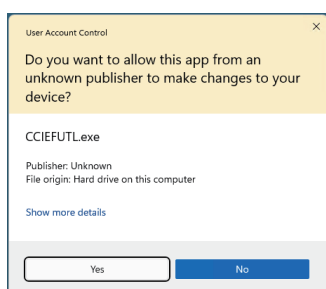 User Account Control
Do you want to allow this app from an
unknown publisher to make changes to your
device?
CCIEFUTL.exe
Publisher: Unknown
File origin: Hard drive on this computer
Show more details
Yes
No